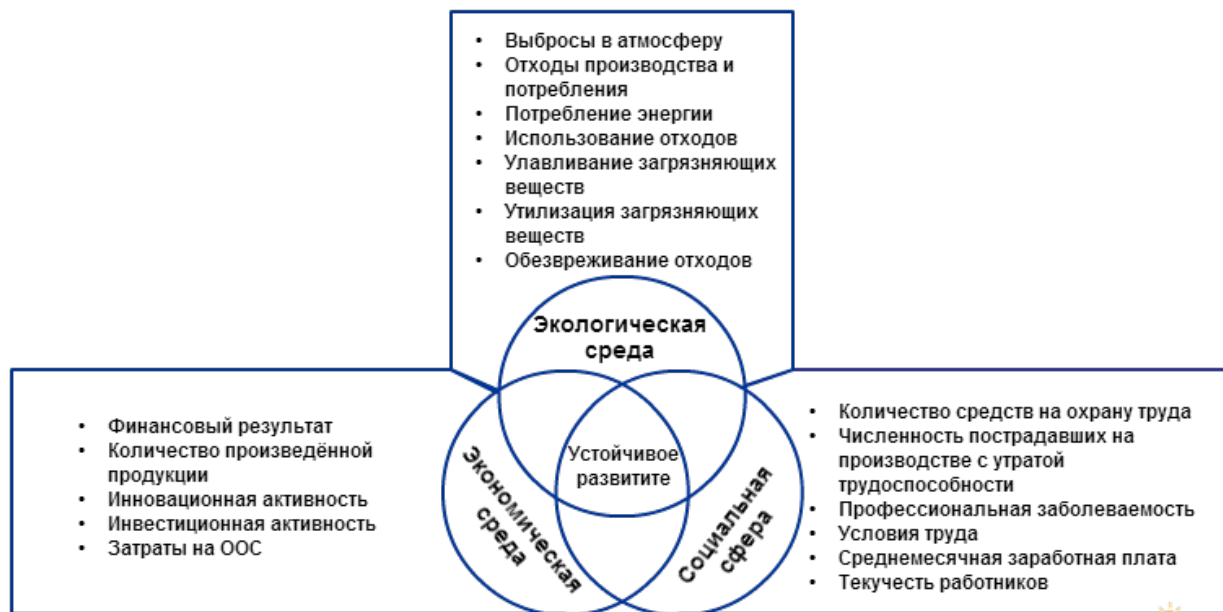 • Выбросы в атмосферу
• Отходы производства и
потребления
• Потребление энергии
• Использование отходов
• Улавливание загрязняющих
веществ
• Утилизация загрязняющих
веществ
• Обезвреживание отходов
Экологическая
среда
• Финансовый результат
• Количество произведённой
продукции
• Инновационная активность
• Инвестиционная активность
• Затраты на ООС
Экономическая
среда
Устойчивое
развитите
Социальная
сфера
• Количество средств на охрану труда
• Численность пострадавших на
производстве с утратой
трудоспособности
• Профессиональная заболеваемость
• Условия труда
• Среднемесячная заработная плата
• Текучесть работников